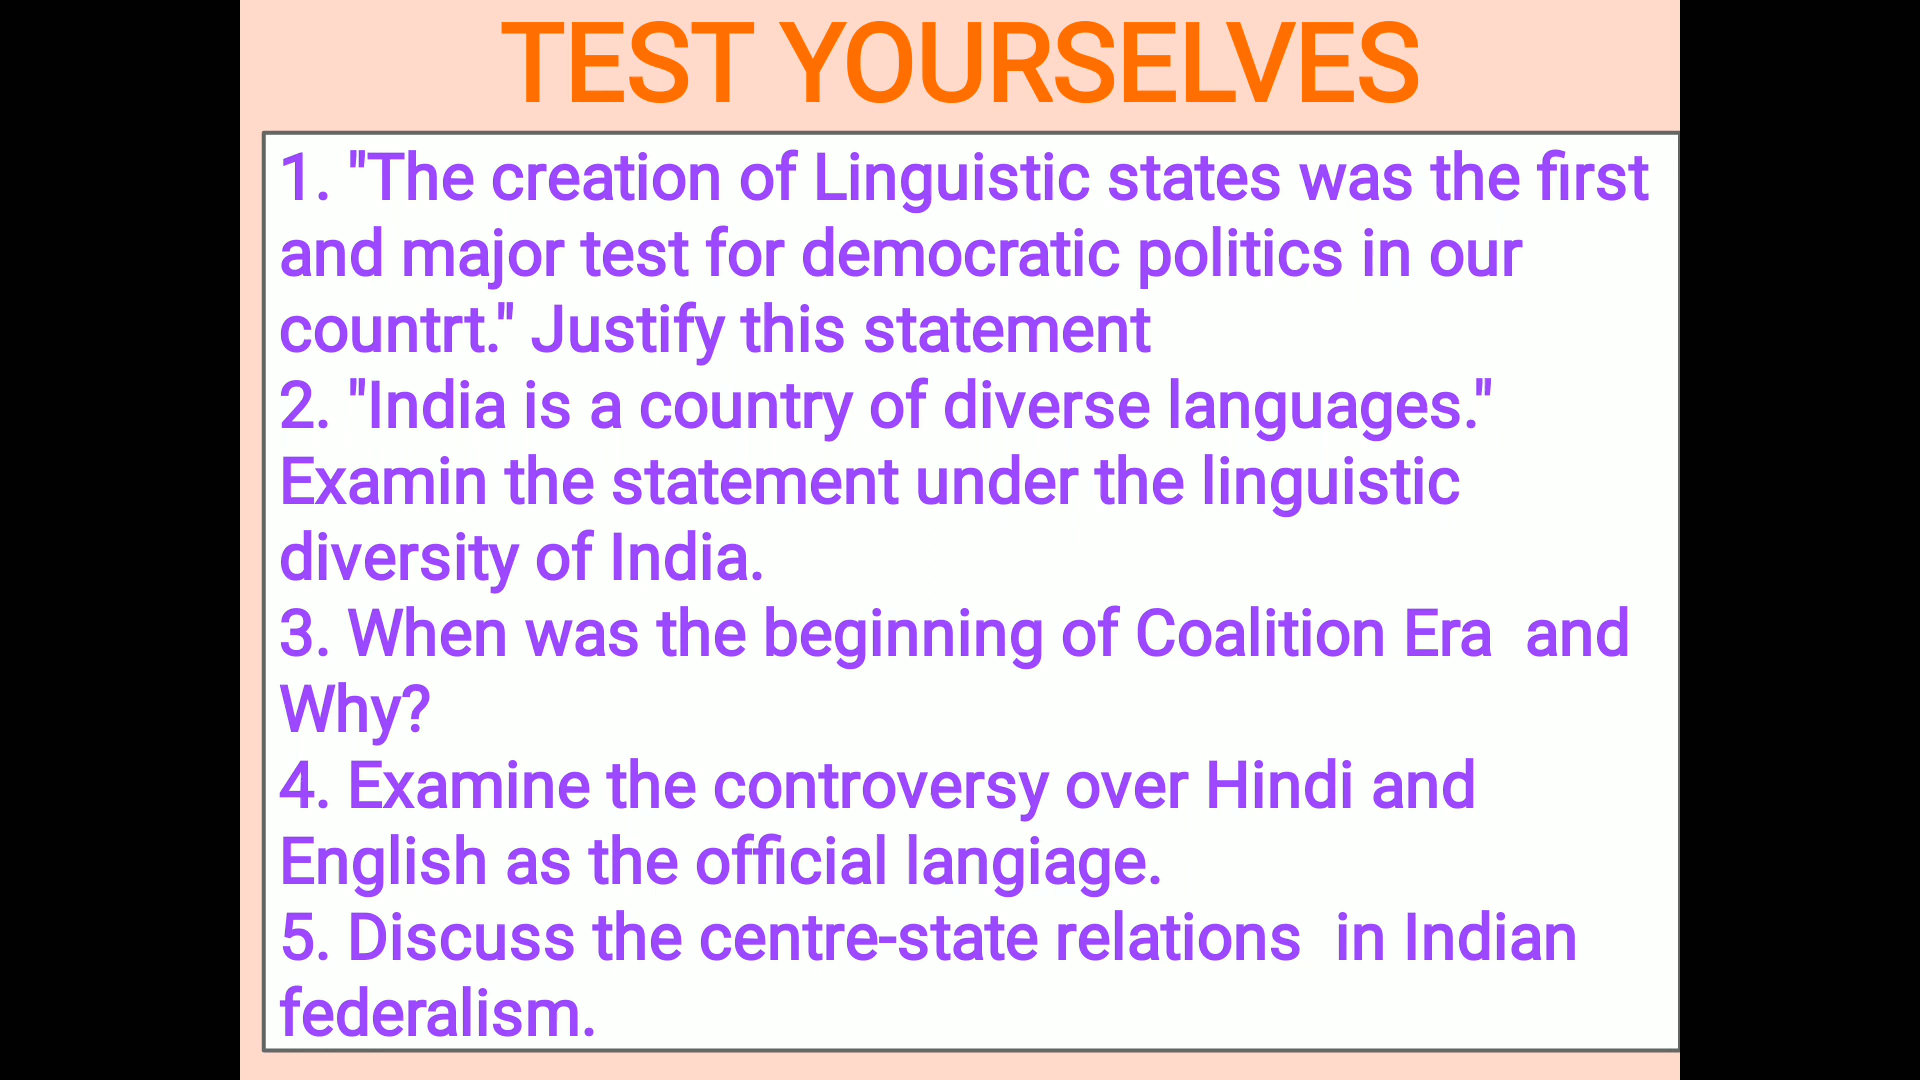 TEST YOURSELVES
1. "The creation of Linguistic states was the first
and major test for democratic politics in our
countrt." Justify this statement
2. "India is a country of diverse languages."
Examin the statement under the linguistic
diversity of India.
3. When was the beginning of Coalition Era  and
Why?
4. Examine the controversy over Hindi and
English as the official langiage.
5. Discuss the centre-state relations  in Indian
federalism.